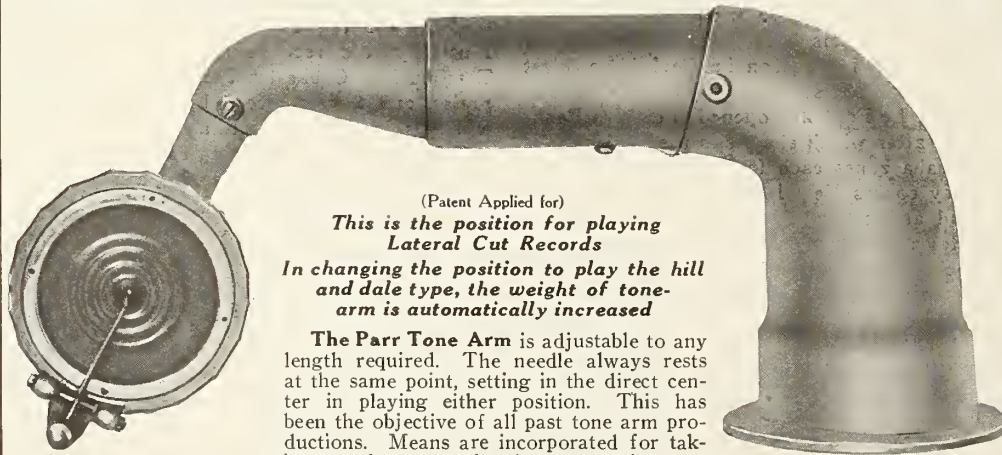 (Patent Applied for)
This is the position for playing
Lateral Cut Records
In changing the position to play the hill
and dale type, the weight of tone-
arm is automatically increased
The Parr Tone Arm is adjustable to any
length required. The needle always rests
at the same point, setting in the direct cen-
ter in playing either position. This has
been the objective of all past tone arm pro-
ductions. Means are incorporated for tak-